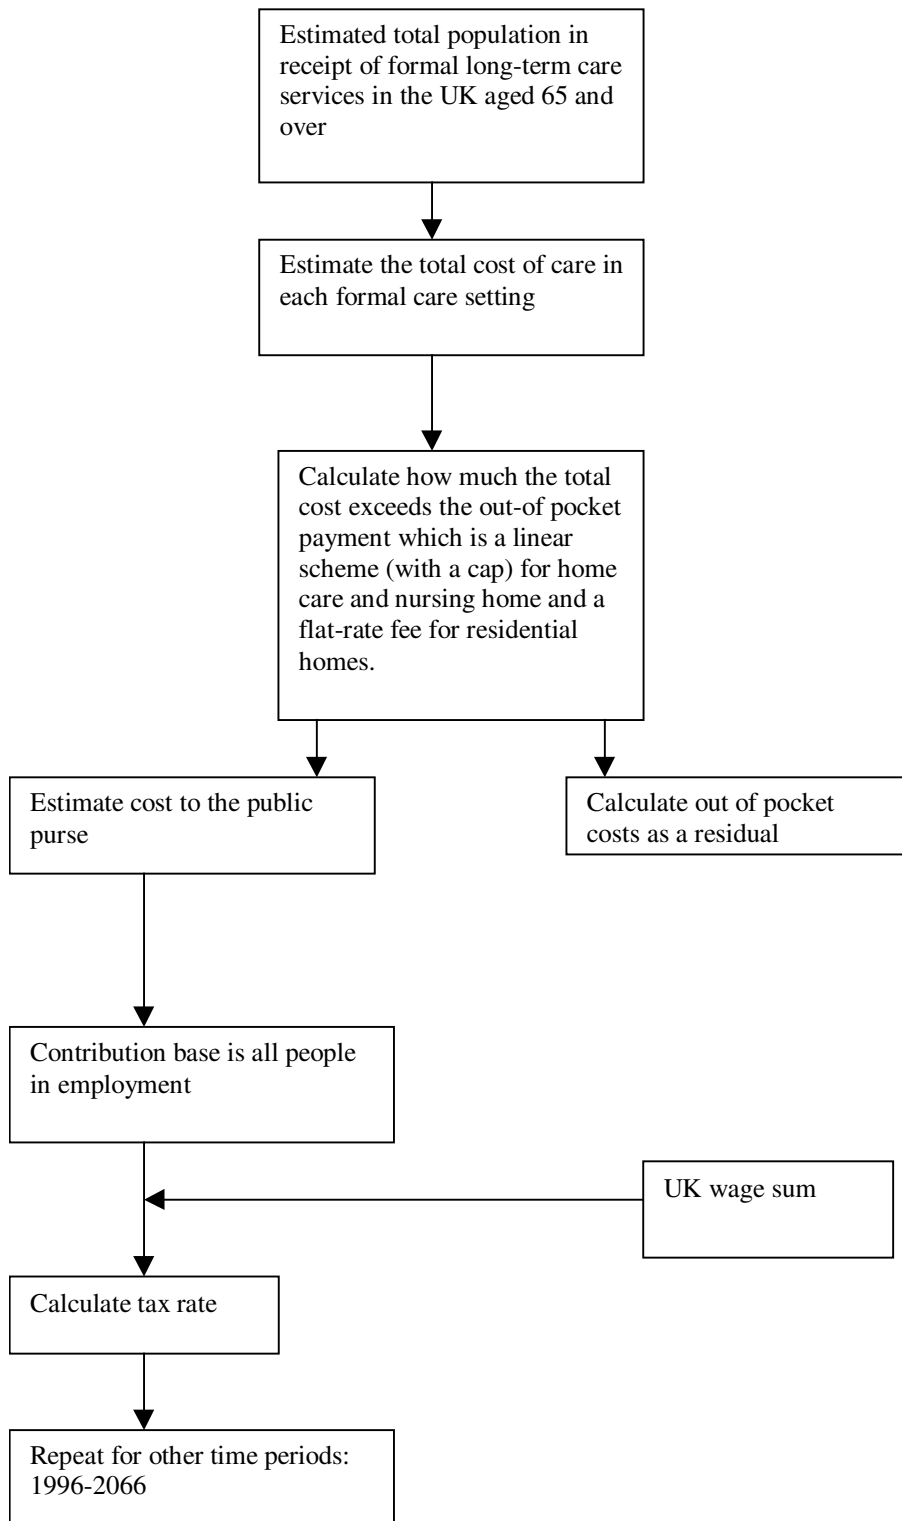 Estimated total population in
receipt of formal long-term care
services in the UK aged 65 and
over
Estimate the total cost of care in
each formal care setting
Calculate how much the total
cost exceeds the out-of pocket
payment which is a linear
scheme (with a cap) for home
care and nursing home and a
flat-rate fee for residential
homes.
Estimate cost to the public
purse
Calculate out of pocket
costs as a residual
Contribution base is all people
in employment
UK wage sum
Calculate tax rate
Repeat for other time periods:
1996-2066